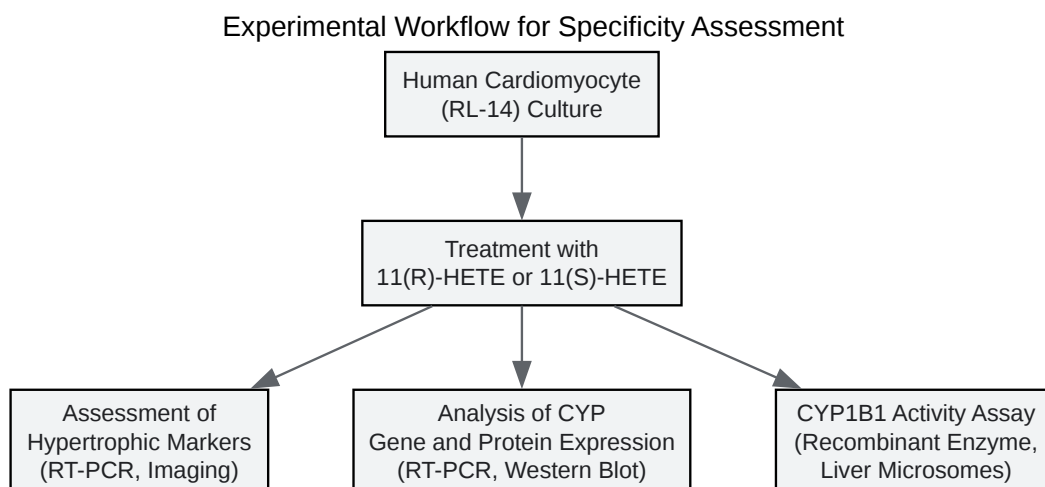 Experimental Workflow for Specificity Assessment
Human Cardiomyocyte
(RL-14) Culture
Treatment with
11(R)-HETE or 11(S)-HETE
Assessment of
Hypertrophic Markers
(RT-PCR, Imaging)
Analysis of CYP
Gene and Protein Expression
(RT-PCR, Western Blot)
CYP1B1 Activity Assay
(Recombinant Enzyme,
Liver Microsomes)